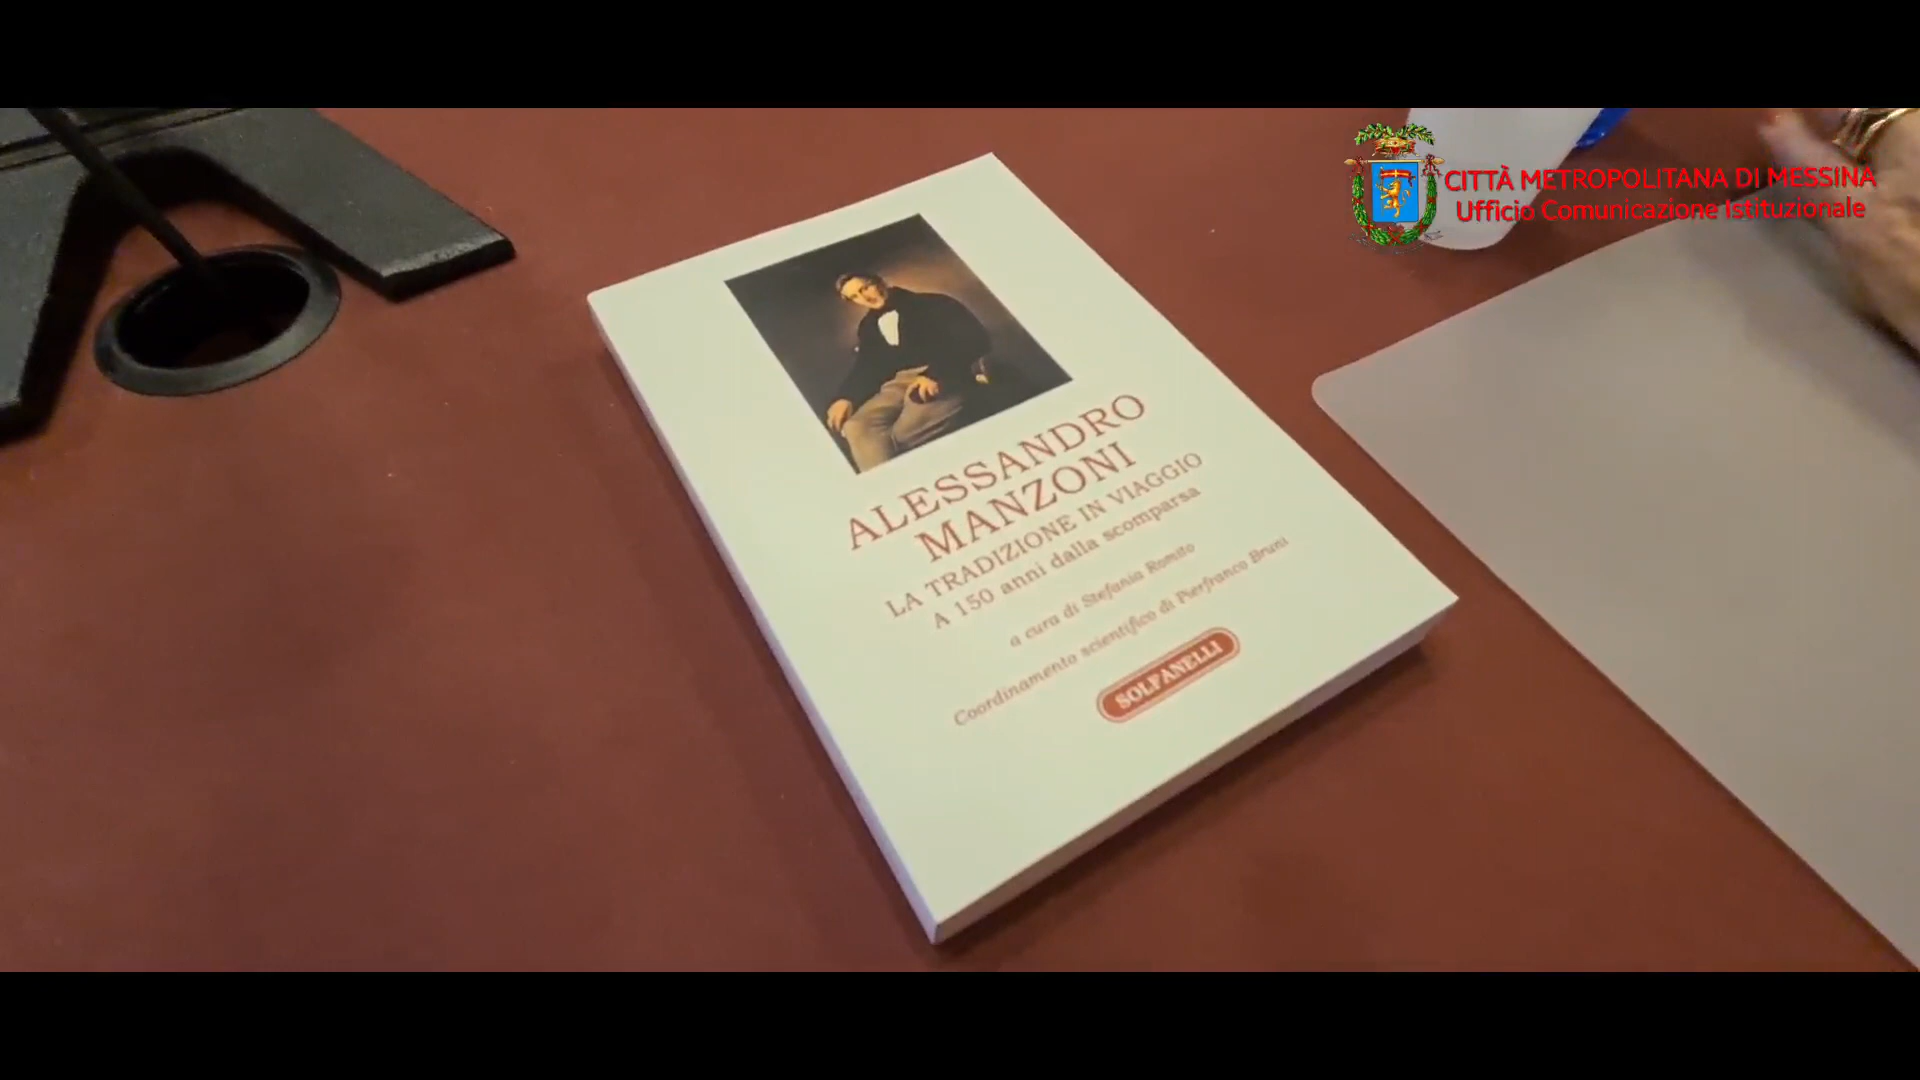 CITTÀ METROPOLITANA DI MESSINA
Ufficio Comunicazione Istituzionale
ALESSANDRO
MANZONI
LA TRADIZIONE IN VIAGGIO
A 150 anni dalla scomparsa
a cura di Stefania Romito
Coordinamento scientifico di Pierfranco Bruni
SOLFANELLI